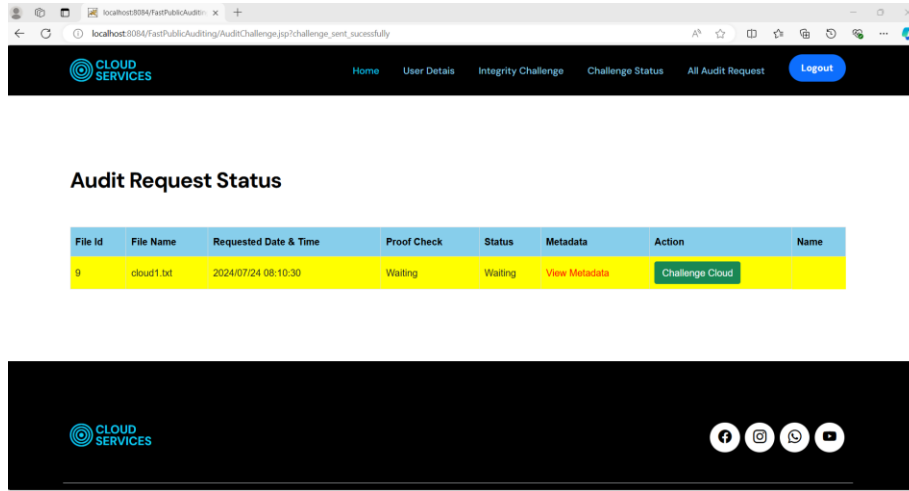 localhost:8084/FastPublicAuditin
localhost:8084/FastPublicAuditing/AuditChallenge.jsp?challenge_sent_sucessfully
CLOUD
SERVICES
Home User Detais Integrity Challenge Challenge Status All Audit Request Logout
Audit Request Status
File Id File Name Requested Date & Time Proof Check Status Metadata Action Name
9 cloud1.txt 2024/07/24 08:10:30 Waiting Waiting View Metadata Challenge Cloud
CLOUD
SERVICES